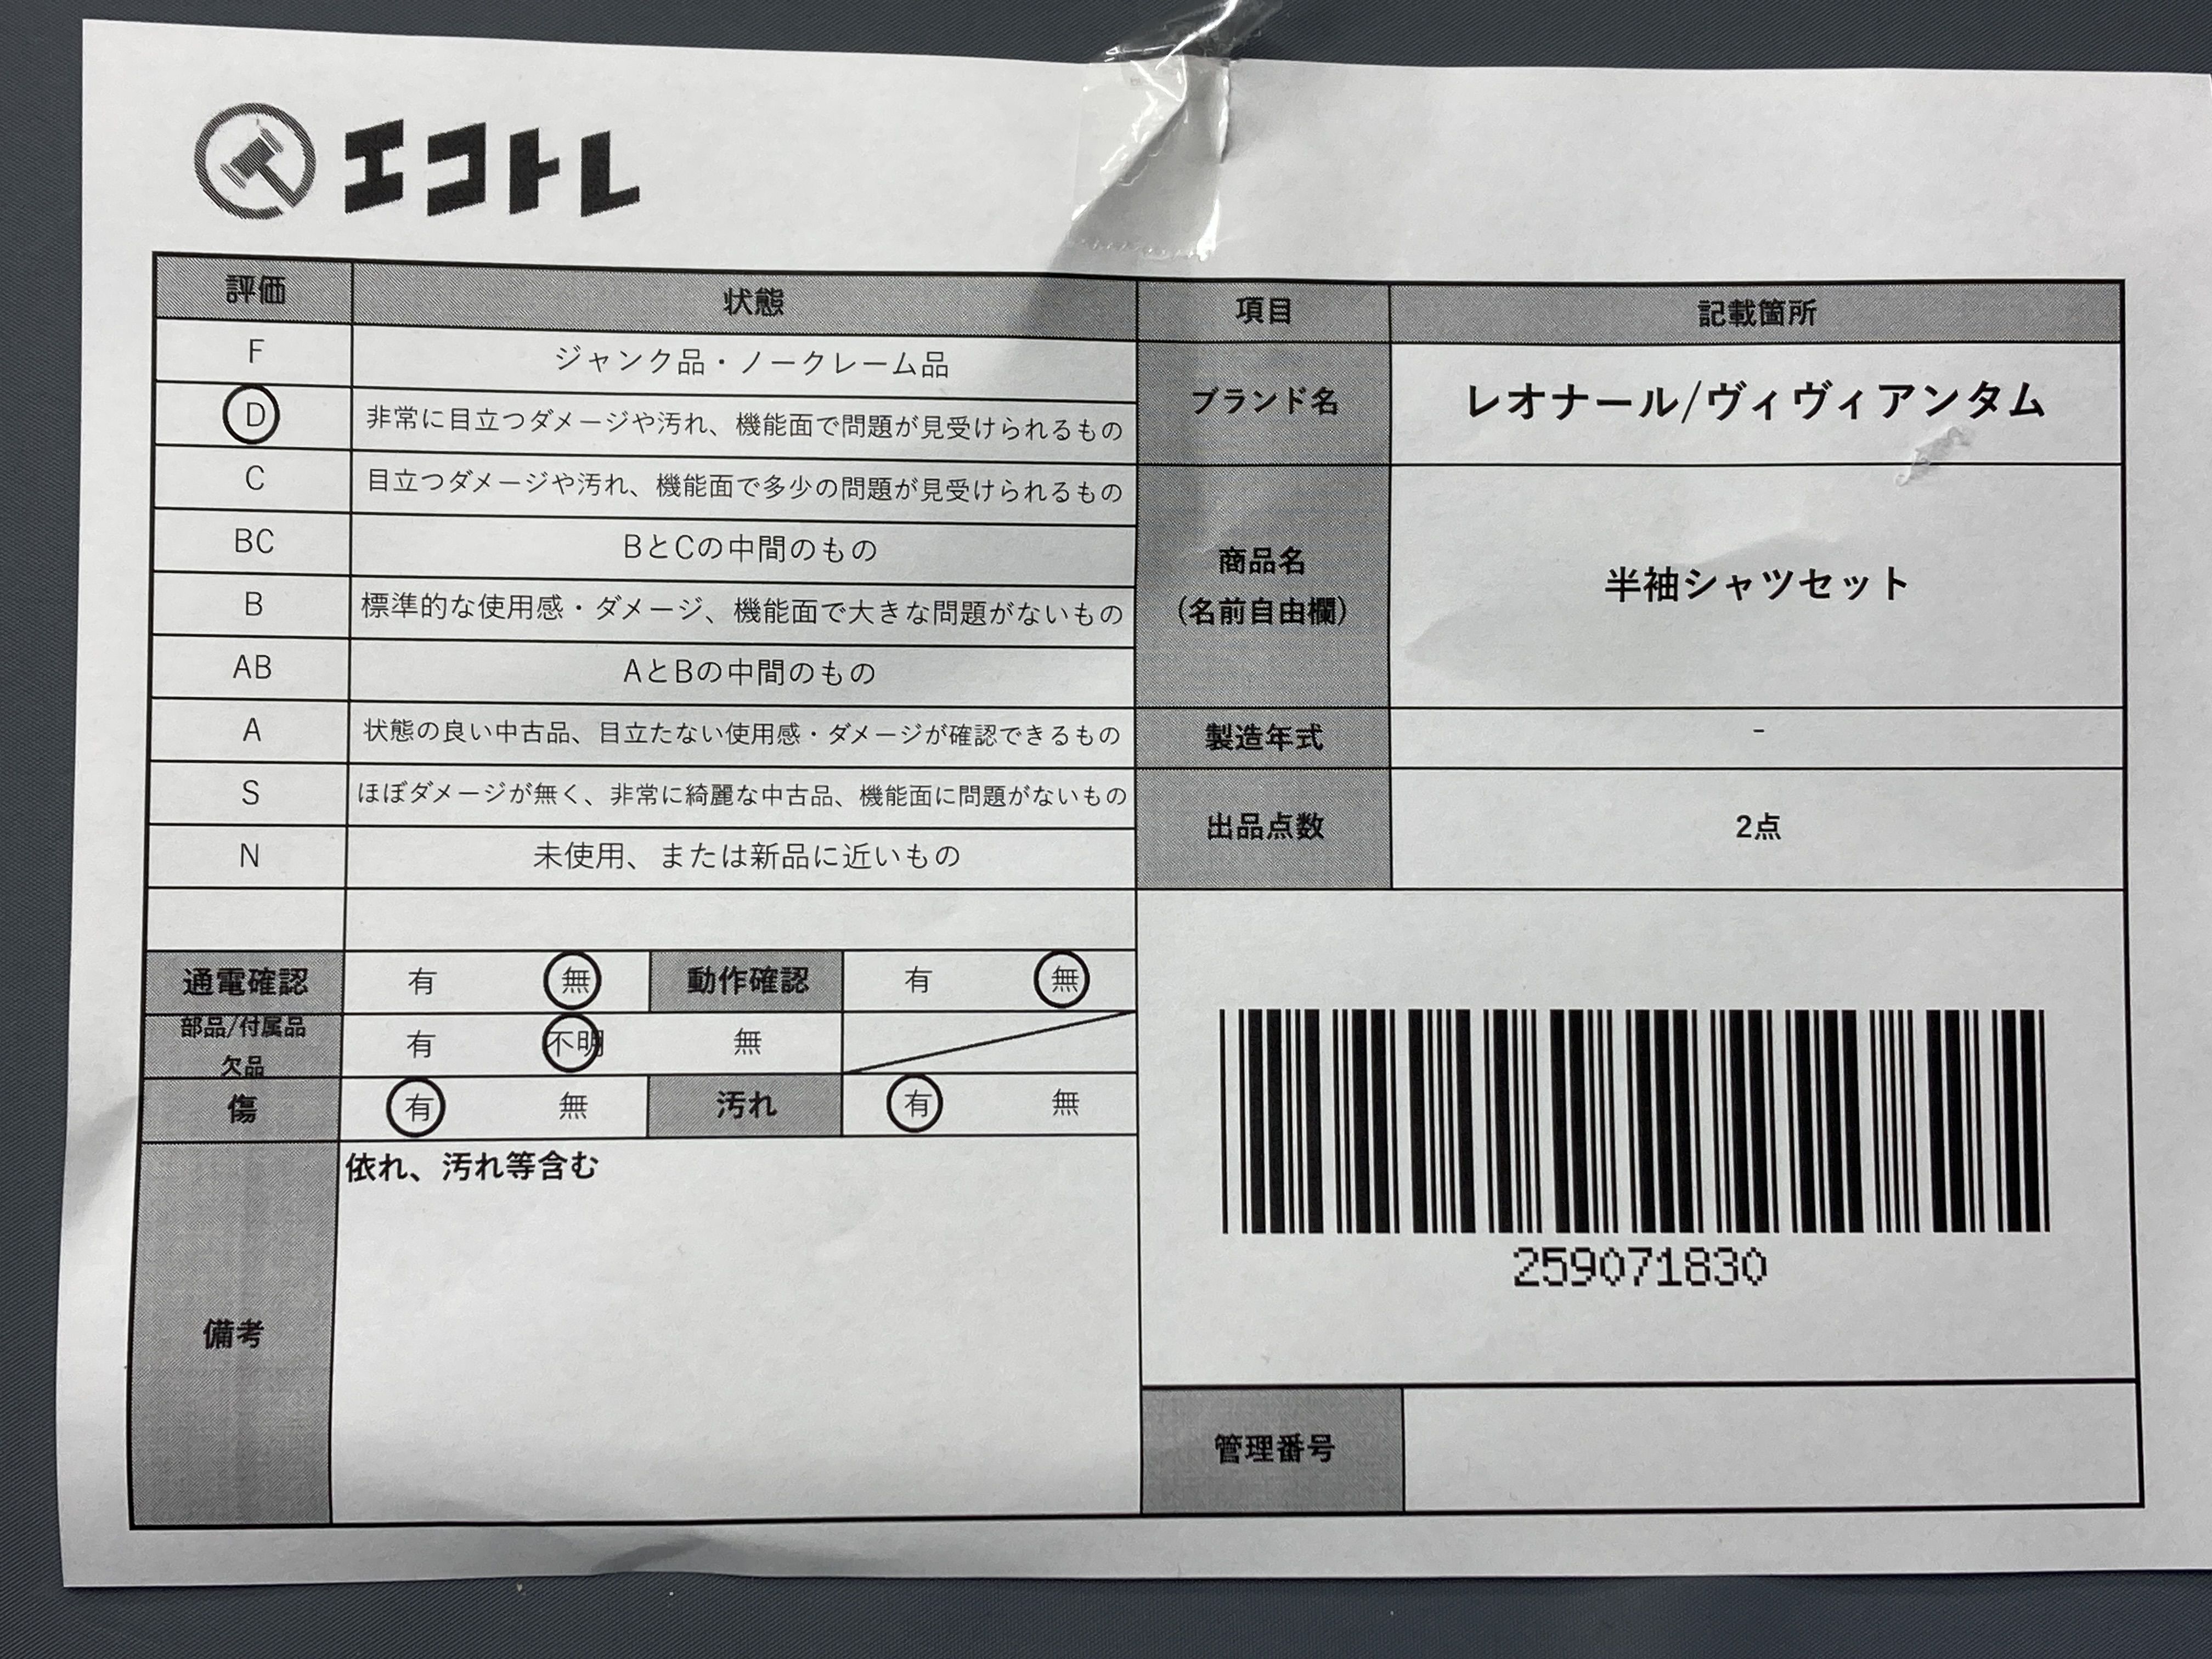 エコトレ
評価 状態 項目 記載箇所
F ジャンク品・ノークレーム品
D 非常に目立つダメージや汚れ、機能面で問題が見受けられるもの
ブランド名 レオナール/ヴィヴィアンタム
C 目立つダメージや汚れ、機能面で多少の問題が見受けられるもの
BC BとCの中間のもの
商品名
(名前自由欄)
半袖シャツセット
B 標準的な使用感・ダメージ、機能面で大きな問題がないもの
AB AとBの中間のもの
A 状態の良い中古品、目立たない使用感・ダメージが確認できるもの
製造年式 -
S ほぼダメージが無く、非常に綺麗な中古品、機能面に問題がないもの
出品点数 2点
N 未使用、または新品に近いもの
通電確認 有 無 動作確認 有 無
部品/付属品
欠品
有 不明 無
傷 有 無 汚れ 有 無
備考 依れ、汚れ等含む
259071830
管理番号